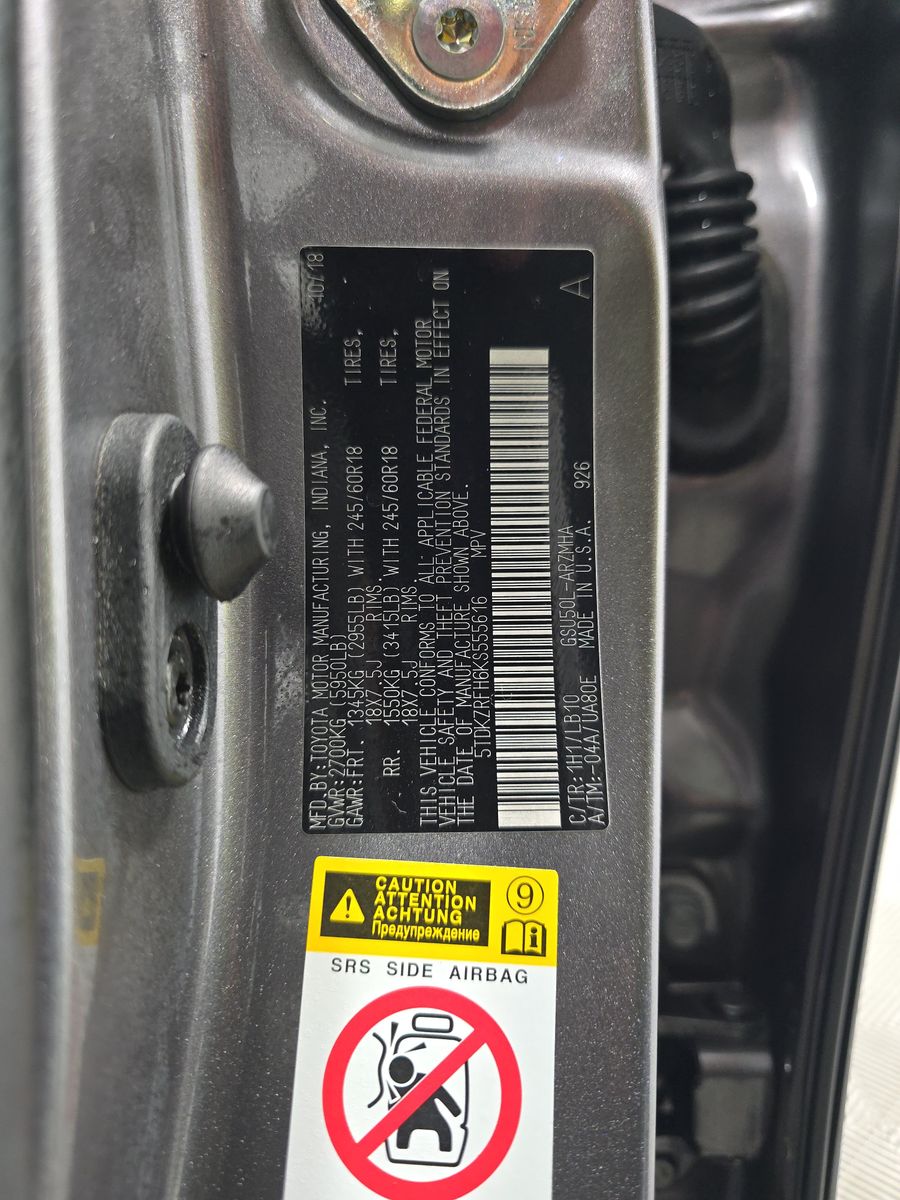 MFD.BY:TOYOTA MOTOR MANUFACTURING, INDIANA, INC. 10/18
GVWR:2700KG (5950LB)
GAWR:FRT. 1345KG (2955LB) WITH 245/60R18 TIRES,
18X7.5J RIMS
RR. 1550KG (3415LB) WITH 245/60R18 TIRES,
18X7.5J RIMS
THIS VEHICLE CONFORMS TO ALL APPLICABLE FEDERAL MOTOR
VEHICLE SAFETY AND THEFT PREVENTION STANDARDS IN EFFECT ON
THE DATE OF MANUFACTURE SHOWN ABOVE.
5TDKZRFH6KS555616 MPV
C/TR:1H1/LB10 GSU50L-ARZMHA A
A/TM:-04A/UA80E MADE IN U.S.A. 926
CAUTION
ATTENTION
ACHTUNG
Предупреждение
9
i
SRS SIDE AIRBAG